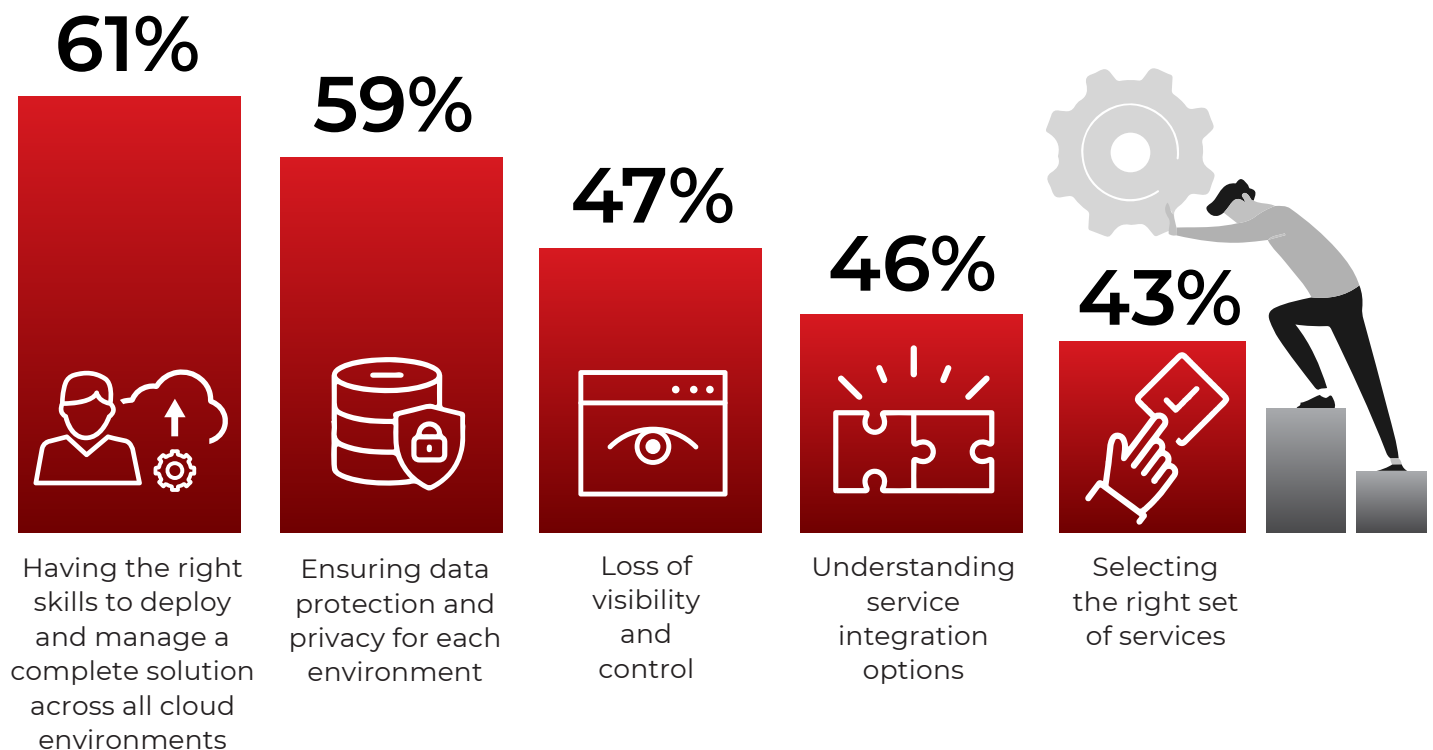 61%
Having the right
skills to deploy
and manage a
complete solution
across all cloud
environments
59%
Ensuring data
protection and
privacy for each
environment
47%
Loss of
visibility
and
control
46%
Understanding
service
integration
options
43%
Selecting
the right set
of services